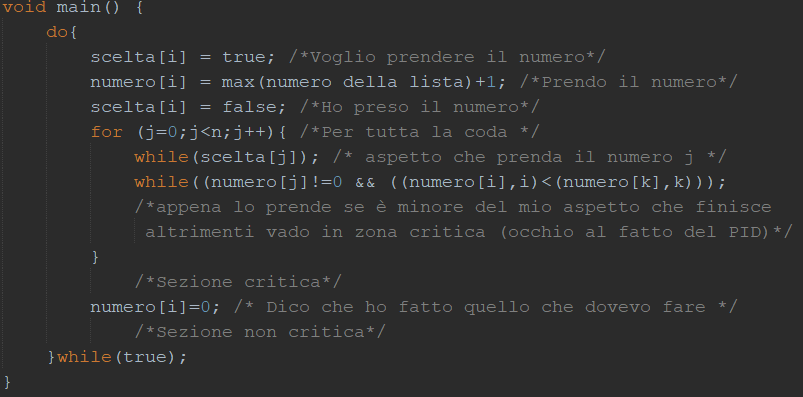 void main() {
do{
scelta[i] = true; /*Voglio prendere il numero*/
numero[i] = max(numero della lista)+1; /*Prendo il numero*/
scelta[i] = false; /*Ho preso il numero*/
for (j=0;j<n;j++){ /*Per tutta la coda */
while(scelta[j]); /* aspetto che prenda il numero j */
while((numero[j]!=0 && ((numero[i],i)<(numero[k],k)));
/*appena lo prende se è minore del mio aspetto che finisce
altrimenti vado in zona critica (occhio al fatto del PID)*/
}
/*Sezione critica*/
numero[i]=0; /* Dico che ho fatto quello che dovevo fare */
/*Sezione non critica*/
}while(true);
}